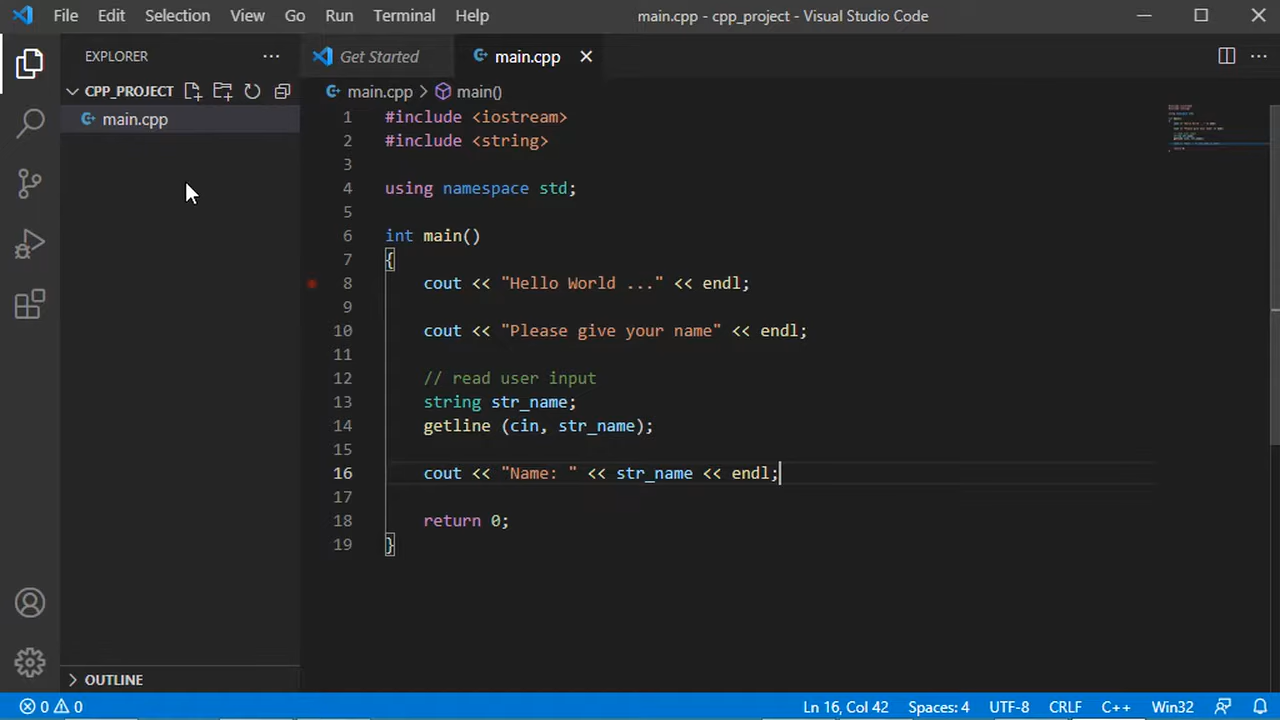 File Edit Selection View Go Run Terminal Help main.cpp - cpp_project - Visual Studio Code
EXPLORER
Get Started
main.cpp
CPP_PROJECT
main.cpp
main.cpp > main()
1 #include <iostream>
2 #include <string>
3
4 using namespace std;
5
6 int main()
7 {
8 cout << "Hello World ..." << endl;
9
10 cout << "Please give your name" << endl;
11
12 // read user input
13 string str_name;
14 getline (cin, str_name);
15
16 cout << "Name: " << str_name << endl;
17
18 return 0;
19 }
OUTLINE
0 0 Ln 16, Col 42 Spaces: 4 UTF-8 CRLF C++ Win32